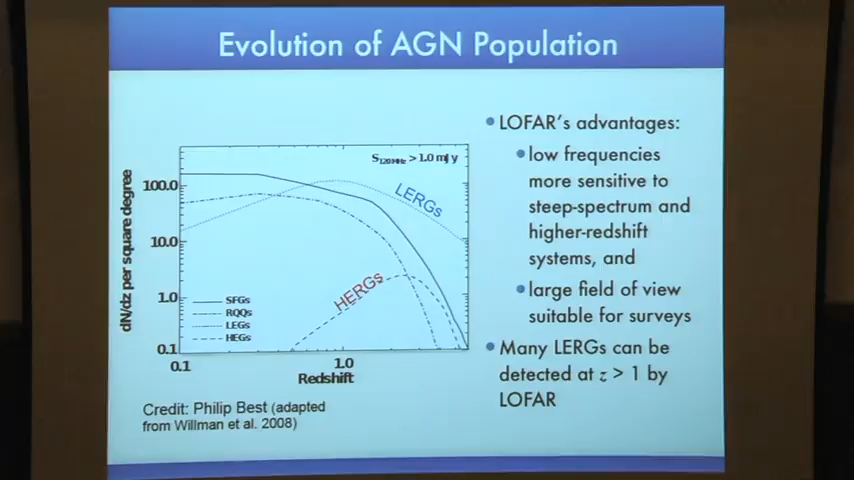 Evolution of AGN Population
S120 MHz > 1.0 mJy
dN/dz per square degree
100.0
10.0
1.0
0.1
LERGs
HERGs
SFGs
RQQs
LEGs
HEGs
0.1
1.0
Redshift
Credit: Philip Best (adapted
from Willman et al. 2008)
• LOFAR's advantages:
• low frequencies
more sensitive to
steep-spectrum and
higher-redshift
systems, and
• large field of view
suitable for surveys
• Many LERGs can be
detected at z > 1 by
LOFAR